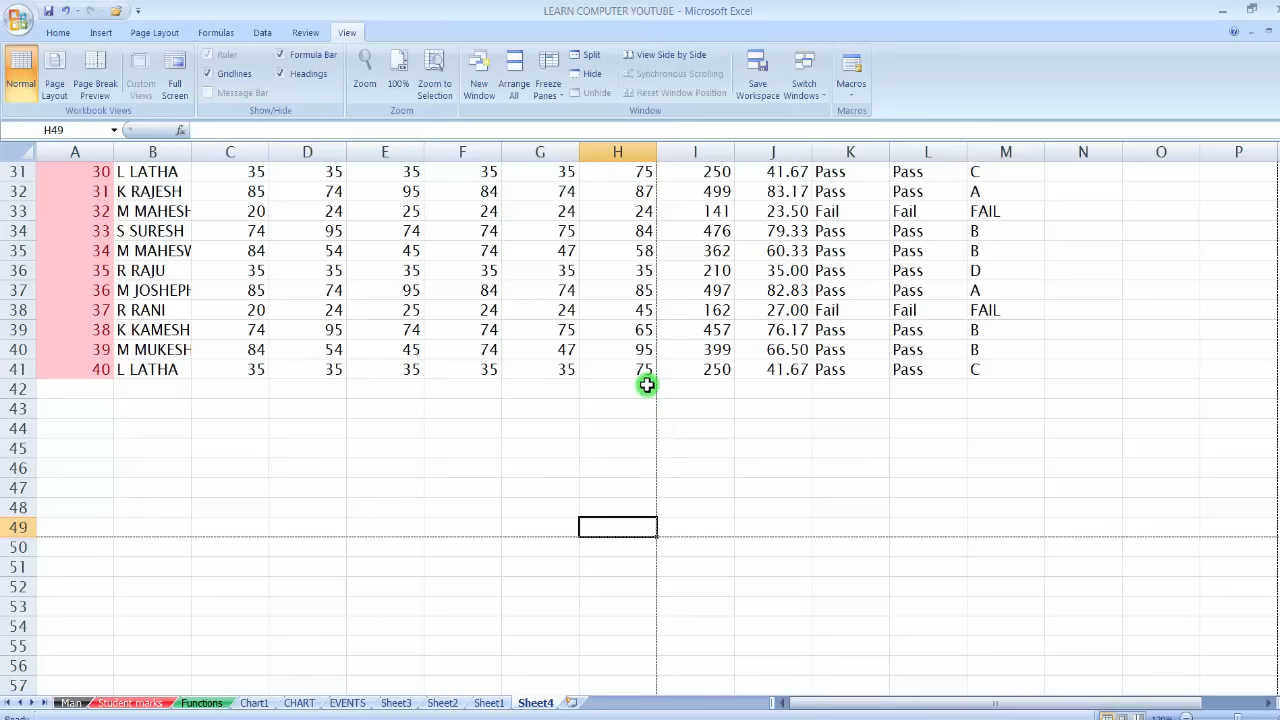 LEARN COMPUTER YOUTUBE - Microsoft Excel
Home Insert Page Layout Formulas Data Review View
Normal Page Layout Page Break Preview Custom Views Full Screen
Workbook Views
Ruler Formula Bar
Gridlines Headings
Message Bar
Show/Hide
Zoom 100% Zoom to Selection
Zoom
New Window Arrange All Freeze Panes
Split View Side by Side
Hide Synchronous Scrolling
Unhide Reset Window Position
Save Workspace Switch Windows
Window
Macros
Macros
H49 fx
A B C D E F G H I J K L M N O P
31 30 L LATHA 35 35 35 35 35 75 250 41.67 Pass Pass C
32 31 K RAJESH 85 74 95 84 74 87 499 83.17 Pass Pass A
33 32 M MAHESH 20 24 25 24 24 24 141 23.50 Fail Fail FAIL
34 33 S SURESH 74 95 74 74 75 84 476 79.33 Pass Pass B
35 34 M MAHESW 84 54 45 74 47 58 362 60.33 Pass Pass B
36 35 R RAJU 35 35 35 35 35 35 210 35.00 Pass Pass D
37 36 M JOSHEPH 85 74 95 84 74 85 497 82.83 Pass Pass A
38 37 R RANI 20 24 25 24 24 45 162 27.00 Fail Fail FAIL
39 38 K KAMESH 74 95 74 74 75 65 457 76.17 Pass Pass B
40 39 M MUKESH 84 54 45 74 47 95 399 66.50 Pass Pass B
41 40 L LATHA 35 35 35 35 35 75 250 41.67 Pass Pass C
42
43
44
45
46
47
48
49
50
51
52
53
54
55
56
57
Main Student marks Functions Chart1 CHART EVENTS Sheet3 Sheet2 Sheet1 Sheet4